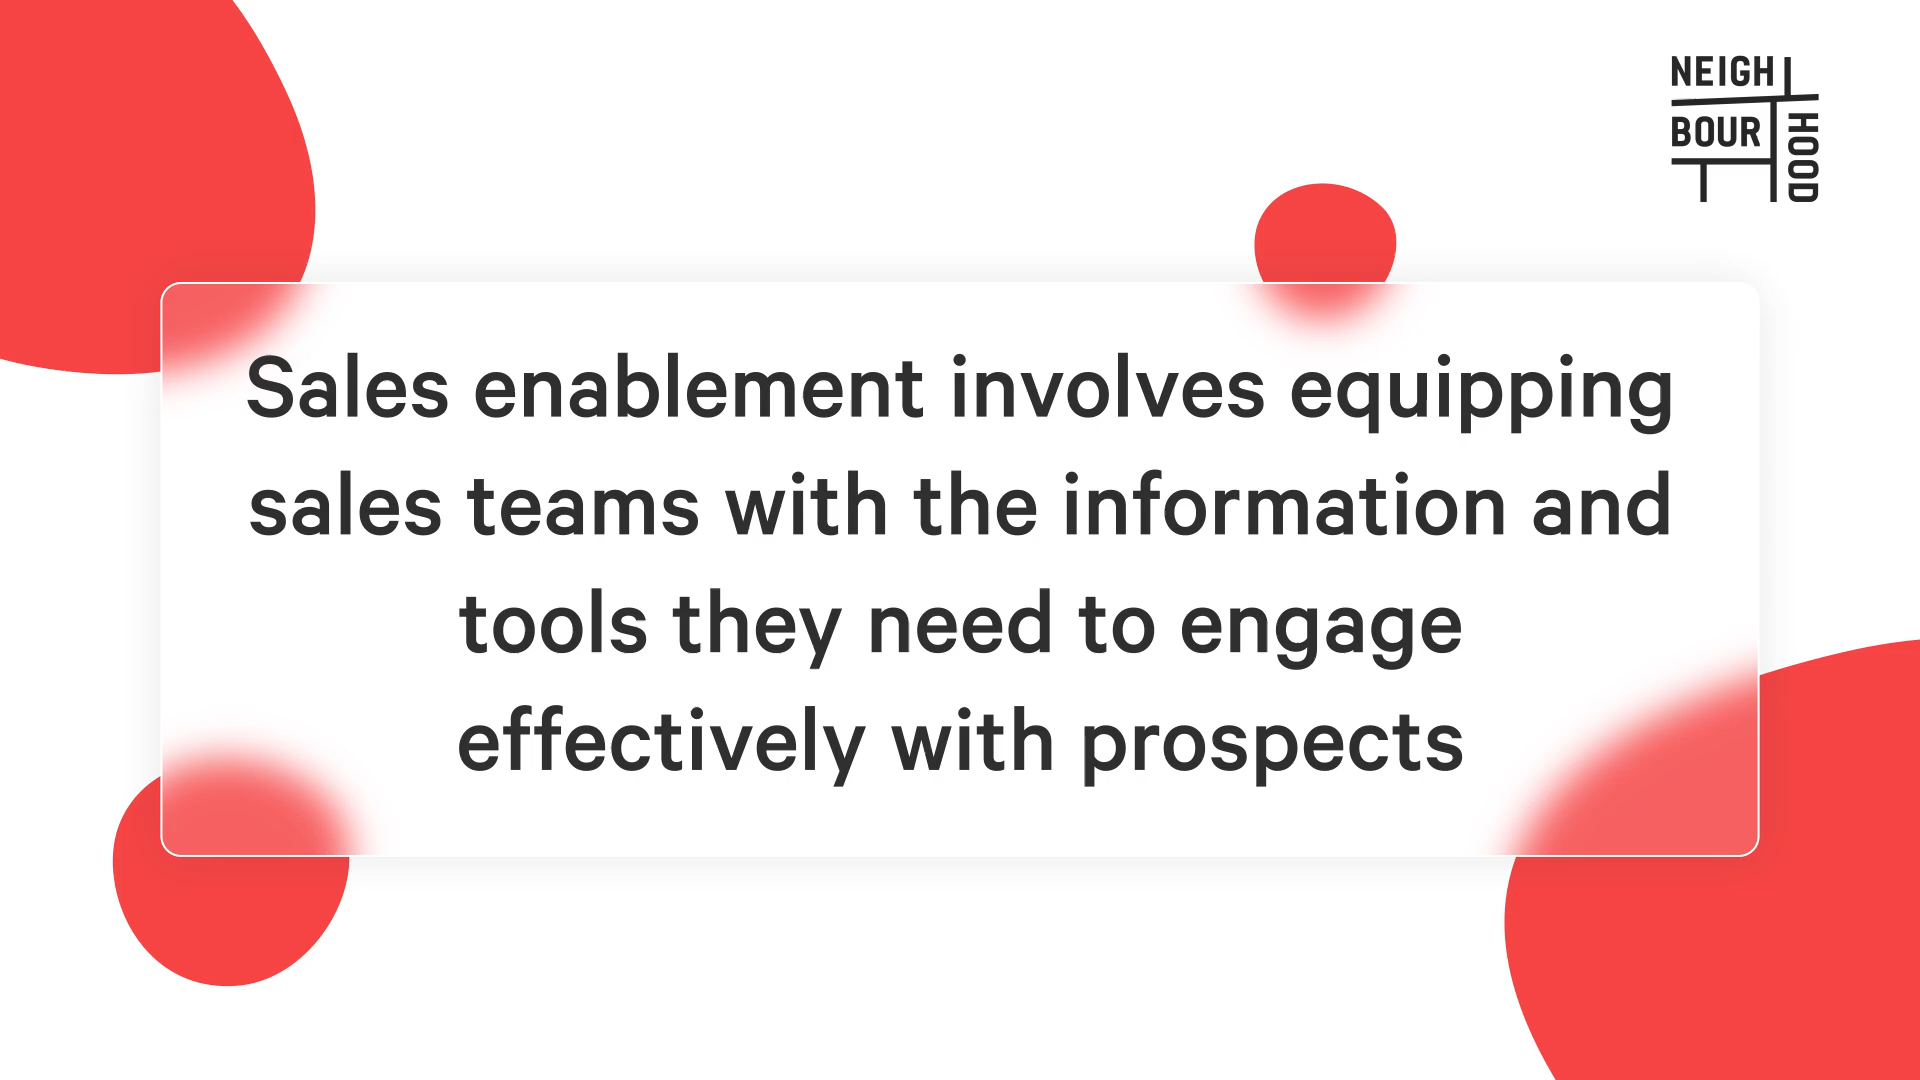 NEIGH
BOUR
HOOD
Sales enablement involves equipping
sales teams with the information and
tools they need to engage
effectively with prospects